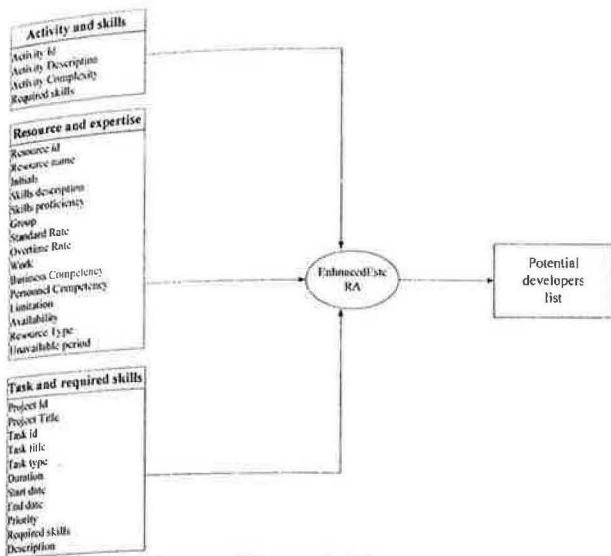 Activity and skills
Activity Id
Activity Description
Activity Complexity
Required skills
Resource and expertise
Resource id
Resource name
Initials
Skills description
Skills proficiency
Group
Standard Rate
Overtime Rate
Work
Business Competency
Personnel Competency
Limitation
Availability
Resource Type
Unavailable period
Task and required skills
Project Id
Project Title
Task id
Task title
Task type
Duration
Start date
End date
Priority
Required skills
Description
EnhncedEstc
RA
Potential
developers
list